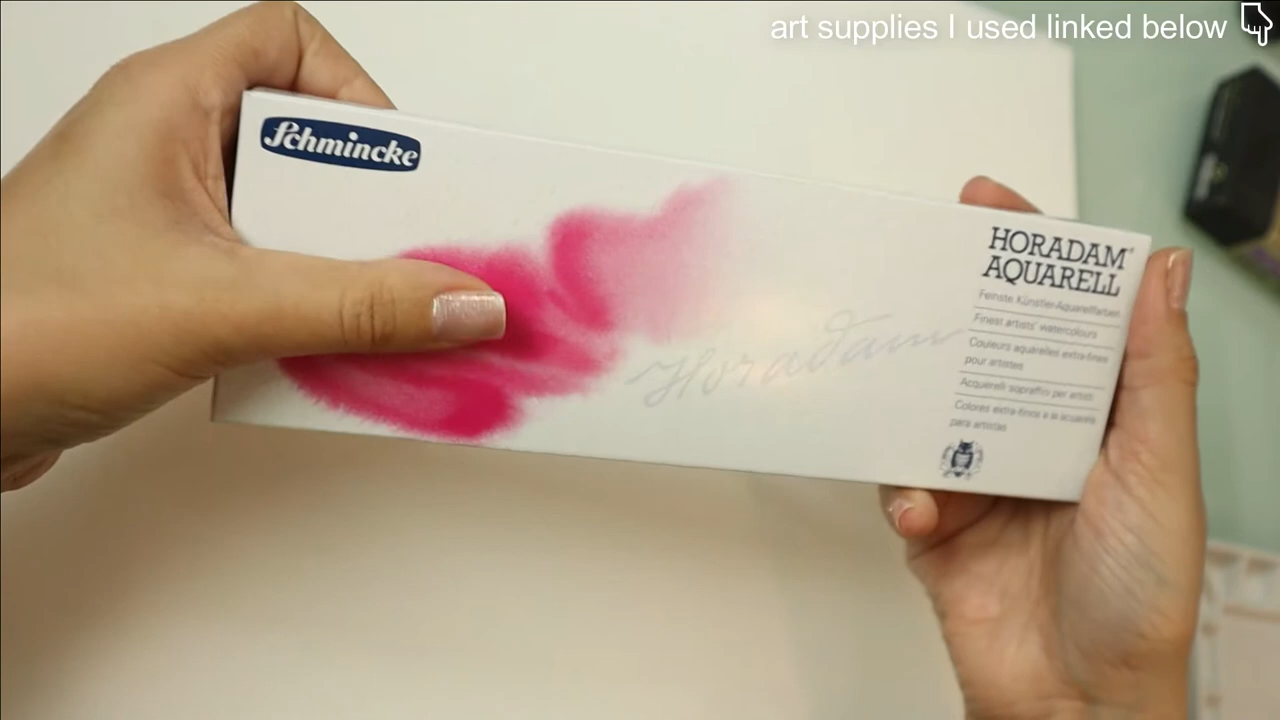 art supplies I used linked below
Schmincke
HORADAM®
AQUARELL
Feinste Künstler-Aquarellfarben
Finest artists' watercolours
Couleurs aquarelles extra-fines
pour artistes
Acquerelli sopraffini per artisti
Colores extra-finos a la acuarela
para artistas
Horadam